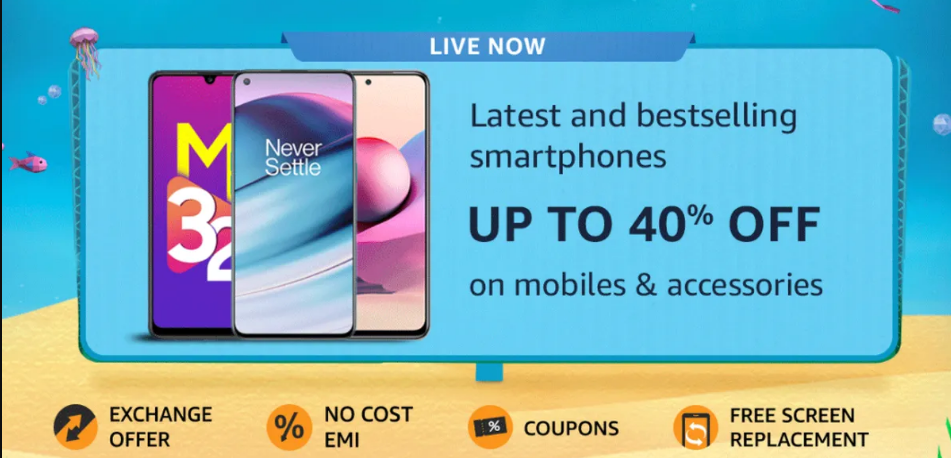 LIVE NOW
M
32
Never
Settle
Latest and bestselling
smartphones
UP TO 40% OFF
on mobiles & accessories
EXCHANGE
OFFER
NO COST
EMI
%
%
COUPONS
FREE SCREEN
REPLACEMENT